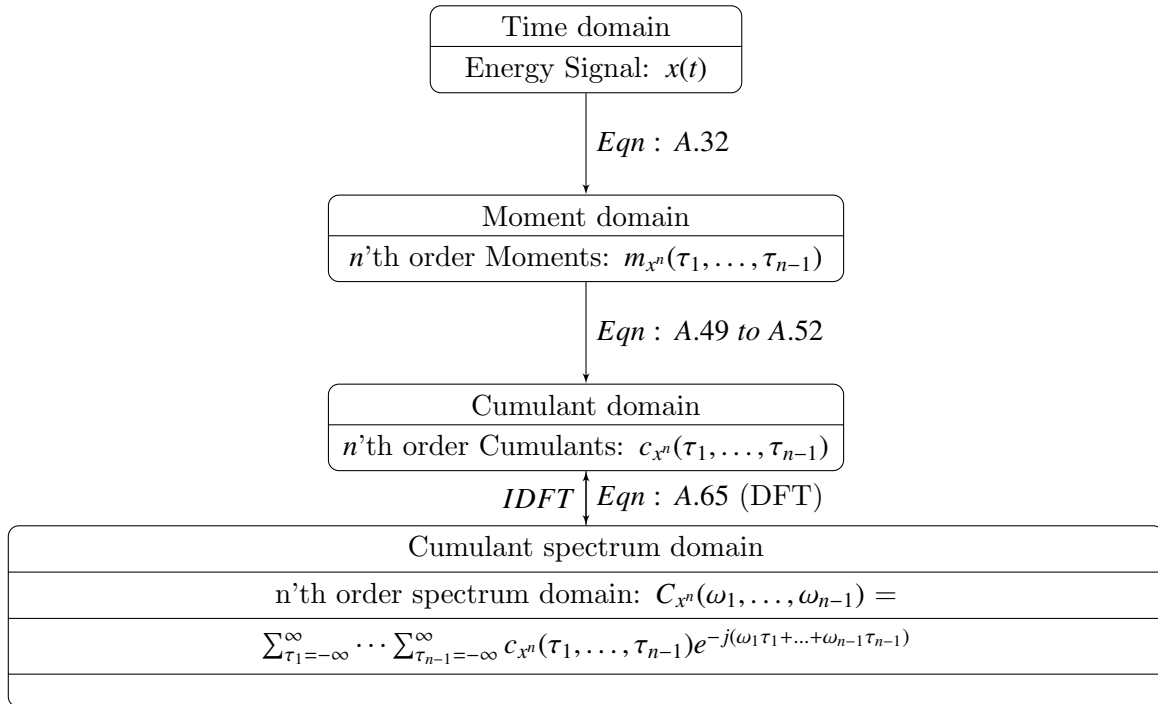 Time domain
Energy Signal: x(t)
Eqn : A.32
Moment domain
n'th order Moments: m_{x^n}(τ_1, . . . , τ_{n−1})
Eqn : A.49 to A.52
Cumulant domain
n'th order Cumulants: c_{x^n}(τ_1, . . . , τ_{n−1})
IDFT Eqn : A.65 (DFT)
Cumulant spectrum domain
n'th order spectrum domain: C_{x^n}(ω_1, . . . , ω_{n−1}) =
∑_{τ_1=−∞}^{∞} ··· ∑_{τ_{n−1}=−∞}^{∞} c_{x^n}(τ_1, . . . , τ_{n−1})e^{−j(ω_1τ_1+...+ω_{n−1}τ_{n−1})}